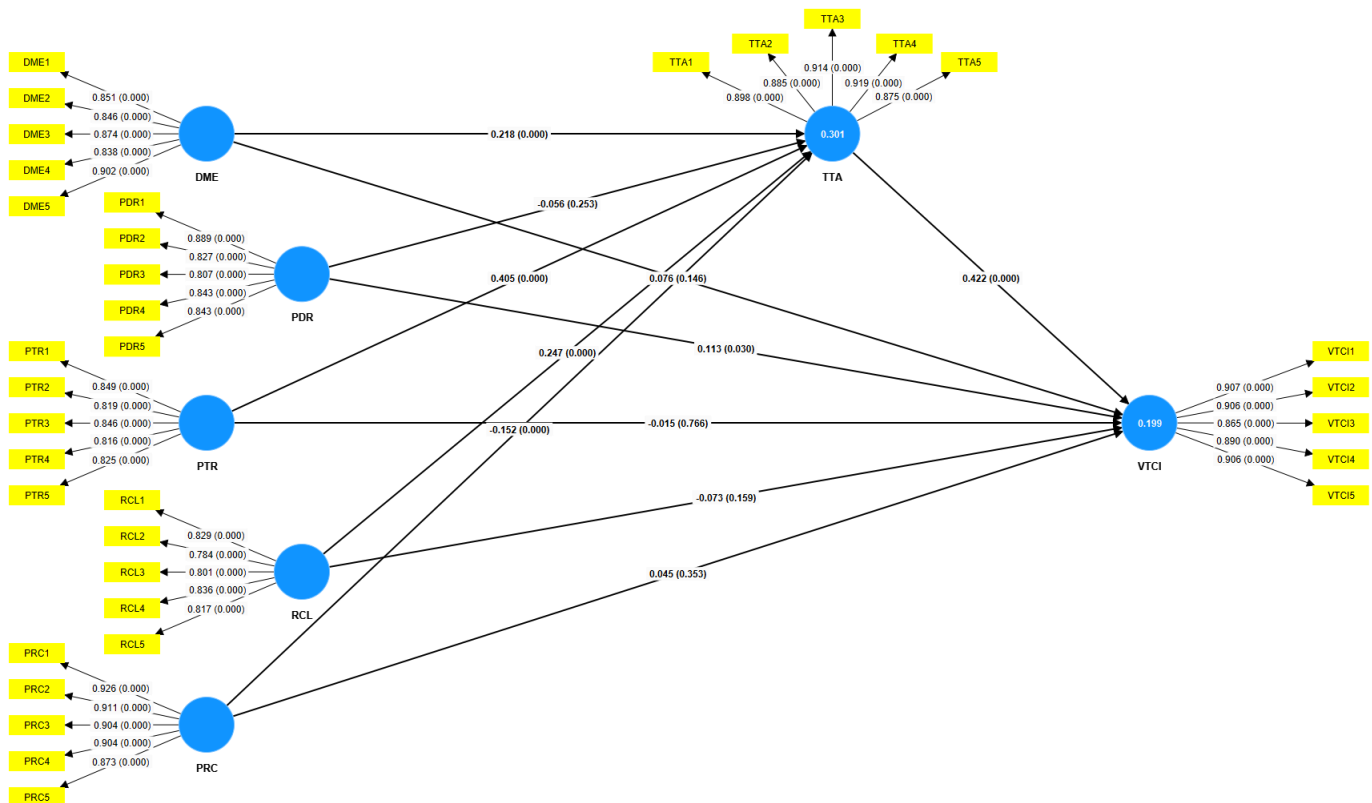 TTA3
TTA2
TTA4
TTA1
TTA5
0.914 (0.000)
0.885 (0.000)
0.919 (0.000)
0.898 (0.000)
0.875 (0.000)
0.301
TTA
DME1
DME2
DME3
DME4
DME5
0.851 (0.000)
0.846 (0.000)
0.874 (0.000)
0.838 (0.000)
0.902 (0.000)
DME
0.218 (0.000)
PDR1
PDR2
PDR3
PDR4
PDR5
0.889 (0.000)
0.827 (0.000)
0.807 (0.000)
0.843 (0.000)
0.843 (0.000)
PDR
-0.056 (0.253)
0.405 (0.000)
0.076 (0.146)
0.422 (0.000)
0.113 (0.030)
0.247 (0.000)
PTR1
PTR2
PTR3
PTR4
PTR5
0.849 (0.000)
0.819 (0.000)
0.846 (0.000)
0.816 (0.000)
0.825 (0.000)
PTR
-0.152 (0.000)
-0.015 (0.766)
VTCI1
VTCI2
VTCI3
VTCI4
VTCI5
0.907 (0.000)
0.906 (0.000)
0.865 (0.000)
0.890 (0.000)
0.906 (0.000)
0.199
VTCI
RCL1
RCL2
RCL3
RCL4
RCL5
0.829 (0.000)
0.784 (0.000)
0.801 (0.000)
0.836 (0.000)
0.817 (0.000)
RCL
-0.073 (0.159)
0.045 (0.353)
PRC1
PRC2
PRC3
PRC4
PRC5
0.926 (0.000)
0.911 (0.000)
0.904 (0.000)
0.904 (0.000)
0.873 (0.000)
PRC